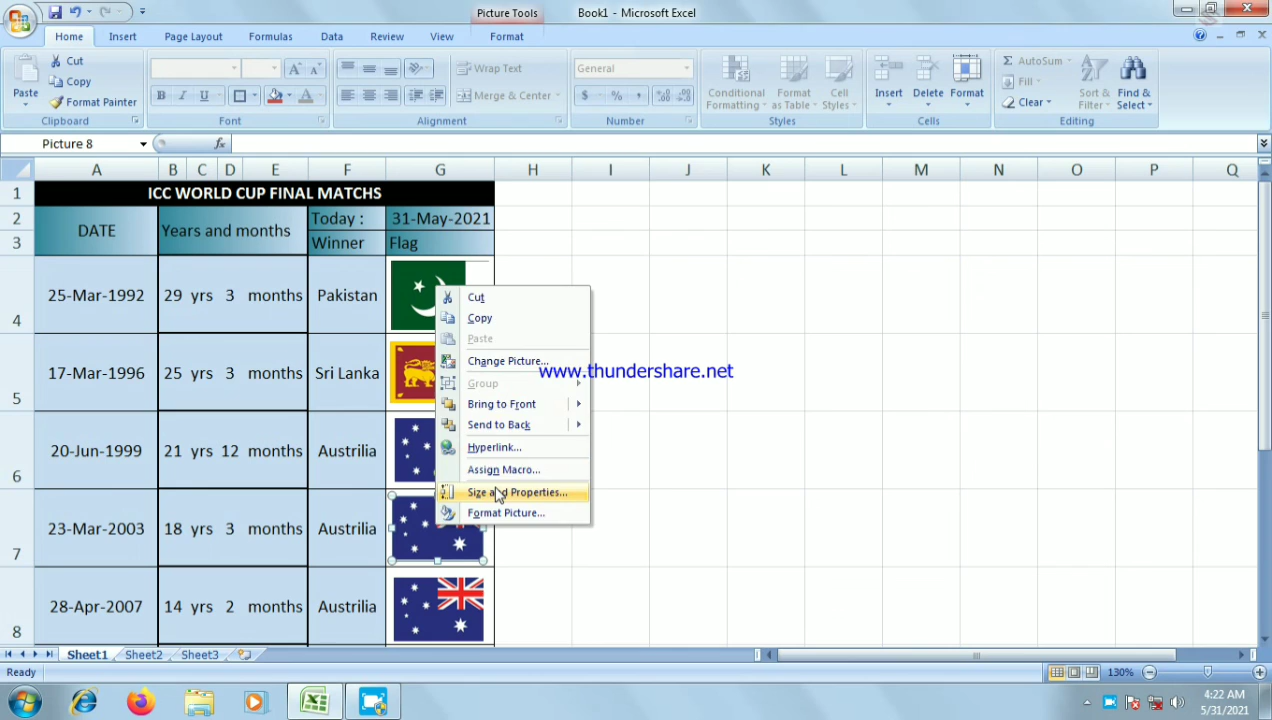 Picture Tools
Book1 - Microsoft Excel
Home Insert Page Layout Formulas Data Review View Format
Paste
Cut
Copy
Format Painter
Clipboard
B I U A
Font
Wrap Text
Merge & Center
Alignment
General
$ % ,
Number
Conditional Formatting
Format as Table
Cell Styles
Styles
Insert Delete Format
Cells
Σ AutoSum
Fill
Clear
Sort & Filter
Find & Select
Editing
Picture 8
fx
A B C D E F G H I J K L M N O P Q
1 ICC WORLD CUP FINAL MATCHS
2 DATE Years and months Today : 31-May-2021
3 Winner Flag
4 25-Mar-1992 29 yrs 3 months Pakistan
5 17-Mar-1996 25 yrs 3 months Sri Lanka
6 20-Jun-1999 21 yrs 12 months Austrilia
7 23-Mar-2003 18 yrs 3 months Austrilia
8 28-Apr-2007 14 yrs 2 months Austrilia
Cut
Copy
Paste
Change Picture...
Group
Bring to Front
Send to Back
Hyperlink...
Assign Macro...
Size and Properties...
Format Picture...
www.thundershare.net
Sheet1 Sheet2 Sheet3
Ready
130%
4:22 AM
5/31/2021